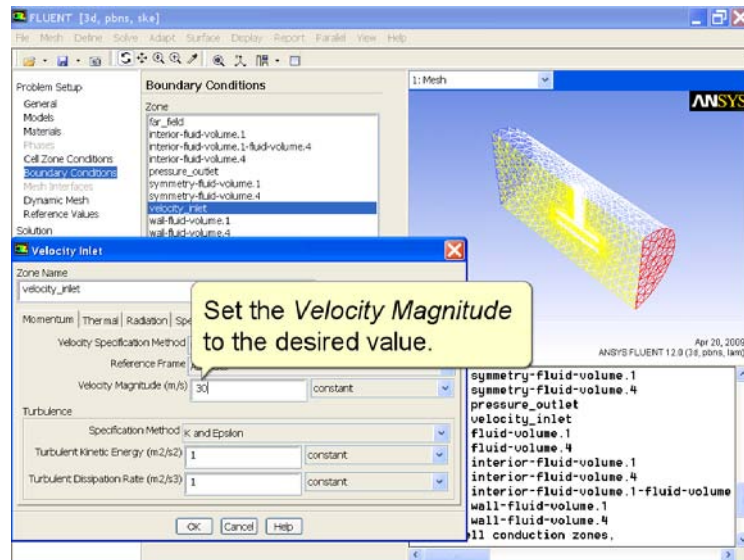 FLUENT [3d, pbns, ske]
File Mesh Define Solve Adapt Surface Display Report Parallel View Help
Problem Setup
General
Models
Materials
Phases
Cell Zone Conditions
Boundary Conditions
Mesh Interfaces
Dynamic Mesh
Reference Values
Solution
Boundary Conditions
Zone
far_field
interior-fluid-volume.1
interior-fluid-volume.1-fluid-volume.4
interior-fluid-volume.4
pressure_outlet
symmetry-fluid-volume.1
symmetry-fluid-volume.4
velocity_inlet
wall-fluid-volume.1
wall-fluid-volume.4
1: Mesh
ANSYS
Apr 20, 2009
ANSYS FLUENT 12.0 (3d, pbns, lam)
Velocity Inlet
Zone Name
velocity_inlet
Momentum Thermal Radiation
Velocity Specification Method
Reference Frame
Velocity Magnitude (m/s) 30 constant
Turbulence
Specification Method K and Epsilon
Turbulent Kinetic Energy (m2/s2) 1 constant
Turbulent Dissipation Rate (m2/s3) 1 constant
OK Cancel Help
Set the Velocity Magnitude
to the desired value.
symmetry-fluid-volume.1
symmetry-fluid-volume.4
pressure_outlet
velocity_inlet
fluid-volume.1
fluid-volume.4
interior-fluid-volume.1
interior-fluid-volume.4
interior-fluid-volume.1-fluid-volume
wall-fluid-volume.1
wall-fluid-volume.4
conduction zones,